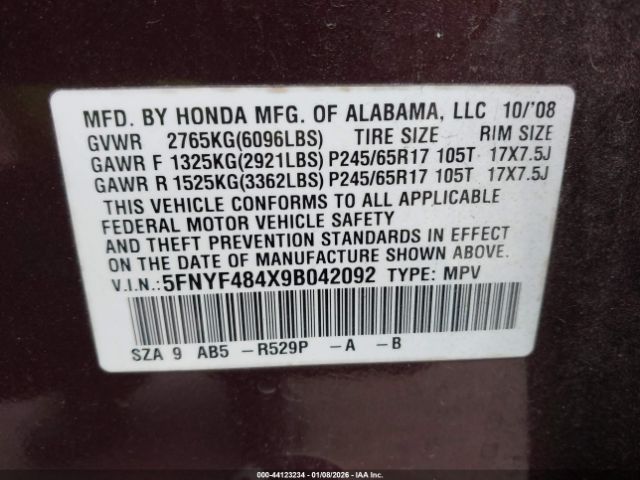 MFD. BY HONDA MFG. OF ALABAMA, LLC 10/'08
GVWR 2765KG(6096LBS) TIRE SIZE RIM SIZE
GAWR F 1325KG(2921LBS) P245/65R17 105T 17X7.5J
GAWR R 1525KG(3362LBS) P245/65R17 105T 17X7.5J
THIS VEHICLE CONFORMS TO ALL APPLICABLE
FEDERAL MOTOR VEHICLE SAFETY
AND THEFT PREVENTION STANDARDS IN EFFECT
ON THE DATE OF MANUFACTURE SHOWN ABOVE.
V.I.N.: 5FNYF484X9B042092 TYPE: MPV
SZA 9 AB5 -R529P -A -B
000-44123234 - 01/08/2026 - IAAI.COM